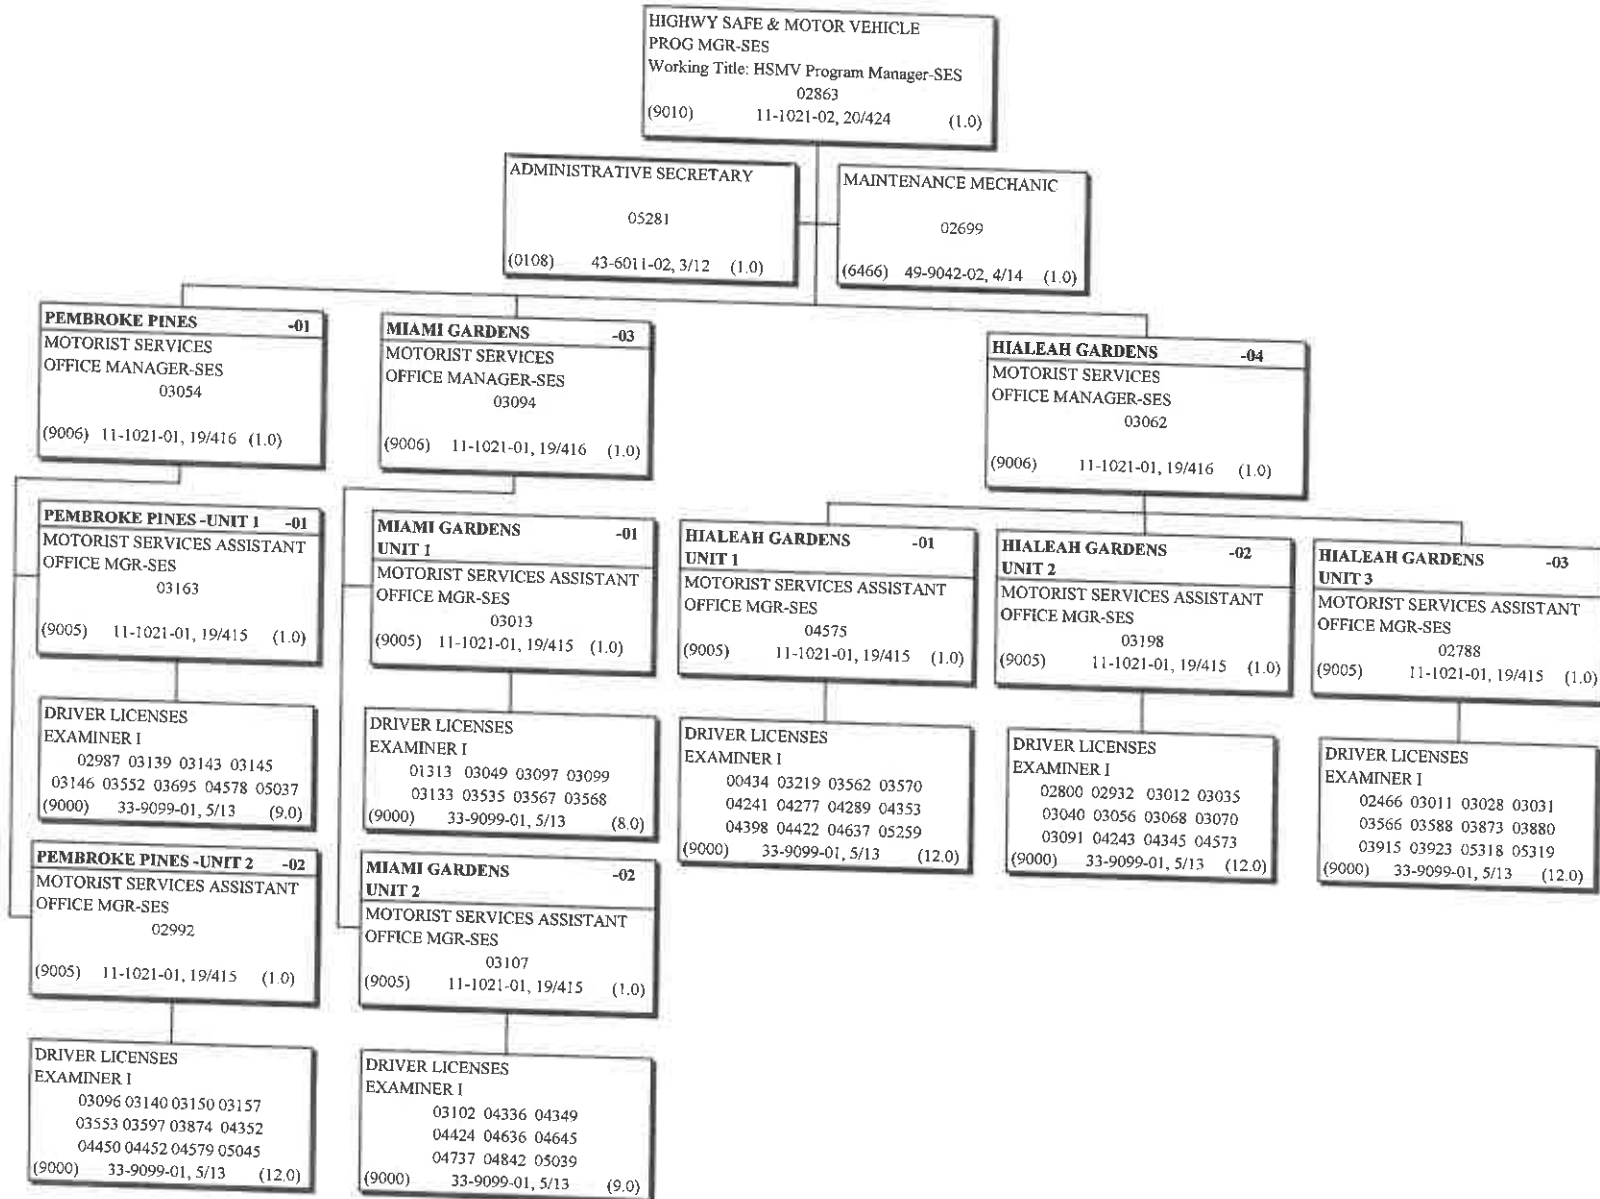 HIGHWY SAFE & MOTOR VEHICLE
PROG MGR-SES
Working Title: HSMV Program Manager-SES
02863
(9010) 11-1021-02, 20/424 (1.0)
ADMINISTRATIVE SECRETARY
05281
(0108) 43-6011-02, 3/12 (1.0)
MAINTENANCE MECHANIC
02699
(6466) 49-9042-02, 4/14 (1.0)
PEMBROKE PINES -01
MOTORIST SERVICES
OFFICE MANAGER-SES
03054
(9006) 11-1021-01, 19/416 (1.0)
MIAMI GARDENS -03
MOTORIST SERVICES
OFFICE MANAGER-SES
03094
(9006) 11-1021-01, 19/416 (1.0)
HIALEAH GARDENS -04
MOTORIST SERVICES
OFFICE MANAGER-SES
03062
(9006) 11-1021-01, 19/416 (1.0)
PEMBROKE PINES -UNIT 1 -01
MOTORIST SERVICES ASSISTANT
OFFICE MGR-SES
03163
(9005) 11-1021-01, 19/415 (1.0)
MIAMI GARDENS -01
UNIT 1
MOTORIST SERVICES ASSISTANT
OFFICE MGR-SES
03013
(9005) 11-1021-01, 19/415 (1.0)
HIALEAH GARDENS -01
UNIT 1
MOTORIST SERVICES ASSISTANT
OFFICE MGR-SES
04575
(9005) 11-1021-01, 19/415 (1.0)
HIALEAH GARDENS -02
UNIT 2
MOTORIST SERVICES ASSISTANT
OFFICE MGR-SES
03198
(9005) 11-1021-01, 19/415 (1.0)
HIALEAH GARDENS -03
UNIT 3
MOTORIST SERVICES ASSISTANT
OFFICE MGR-SES
02788
(9005) 11-1021-01, 19/415 (1.0)
DRIVER LICENSES
EXAMINER I
02987 03139 03143 03145
03146 03552 03695 04578 05037
(9000) 33-9099-01, 5/13 (9.0)
DRIVER LICENSES
EXAMINER I
01313 03049 03097 03099
03133 03535 03567 03568
(9000) 33-9099-01, 5/13 (8.0)
DRIVER LICENSES
EXAMINER I
00434 03219 03562 03570
04241 04277 04289 04353
04398 04422 04637 05259
(9000) 33-9099-01, 5/13 (12.0)
DRIVER LICENSES
EXAMINER I
02800 02932 03012 03035
03040 03056 03068 03070
03091 04243 04345 04573
(9000) 33-9099-01, 5/13 (12.0)
DRIVER LICENSES
EXAMINER I
02466 03011 03028 03031
03566 03588 03873 03880
03915 03923 05318 05319
(9000) 33-9099-01, 5/13 (12.0)
PEMBROKE PINES -UNIT 2 -02
MOTORIST SERVICES ASSISTANT
OFFICE MGR-SES
02992
(9005) 11-1021-01, 19/415 (1.0)
MIAMI GARDENS -02
UNIT 2
MOTORIST SERVICES ASSISTANT
OFFICE MGR-SES
03107
(9005) 11-1021-01, 19/415 (1.0)
DRIVER LICENSES
EXAMINER I
03096 03140 03150 03157
03553 03597 03874 04352
04450 04452 04579 05045
(9000) 33-9099-01, 5/13 (12.0)
DRIVER LICENSES
EXAMINER I
03102 04336 04349
04424 04636 04645
04737 04842 05039
(9000) 33-9099-01, 5/13 (9.0)